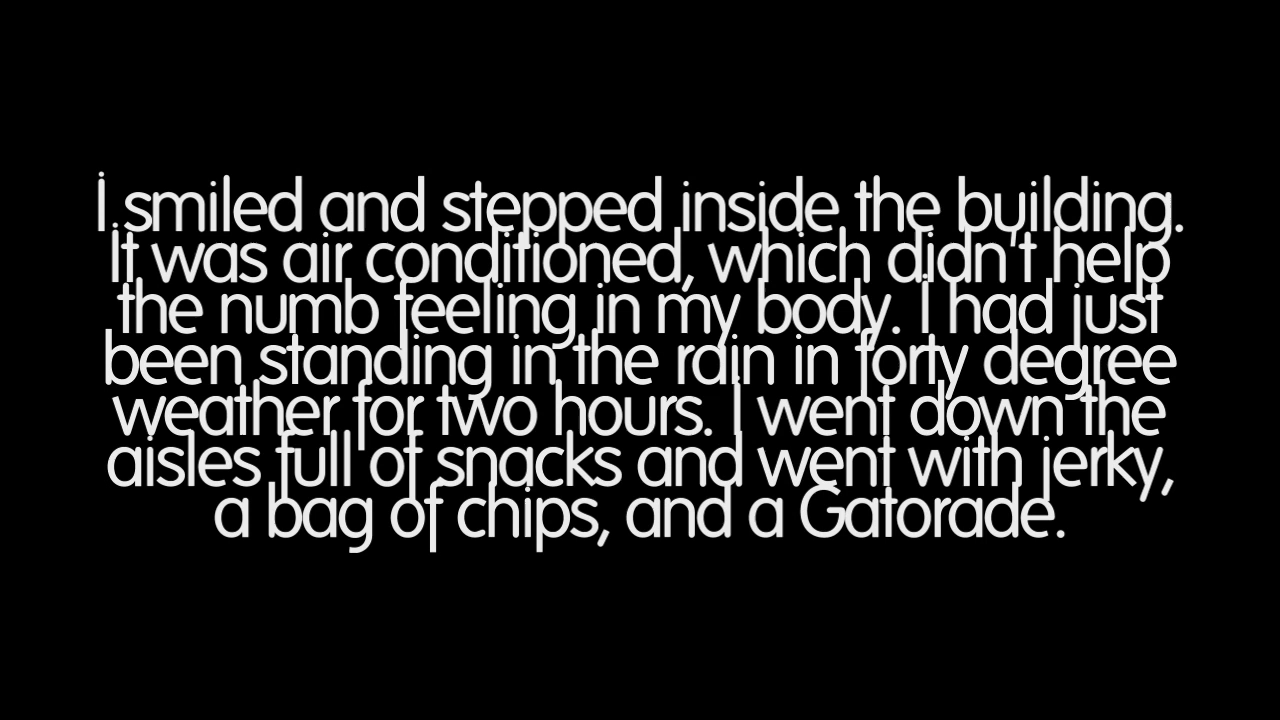 I smiled and stepped inside the building.
It was air conditioned, which didn't help
the numb feeling in my body. I had just
been standing in the rain in forty degree
weather for two hours. I went down the
aisles full of snacks and went with jerky,
a bag of chips, and a Gatorade.